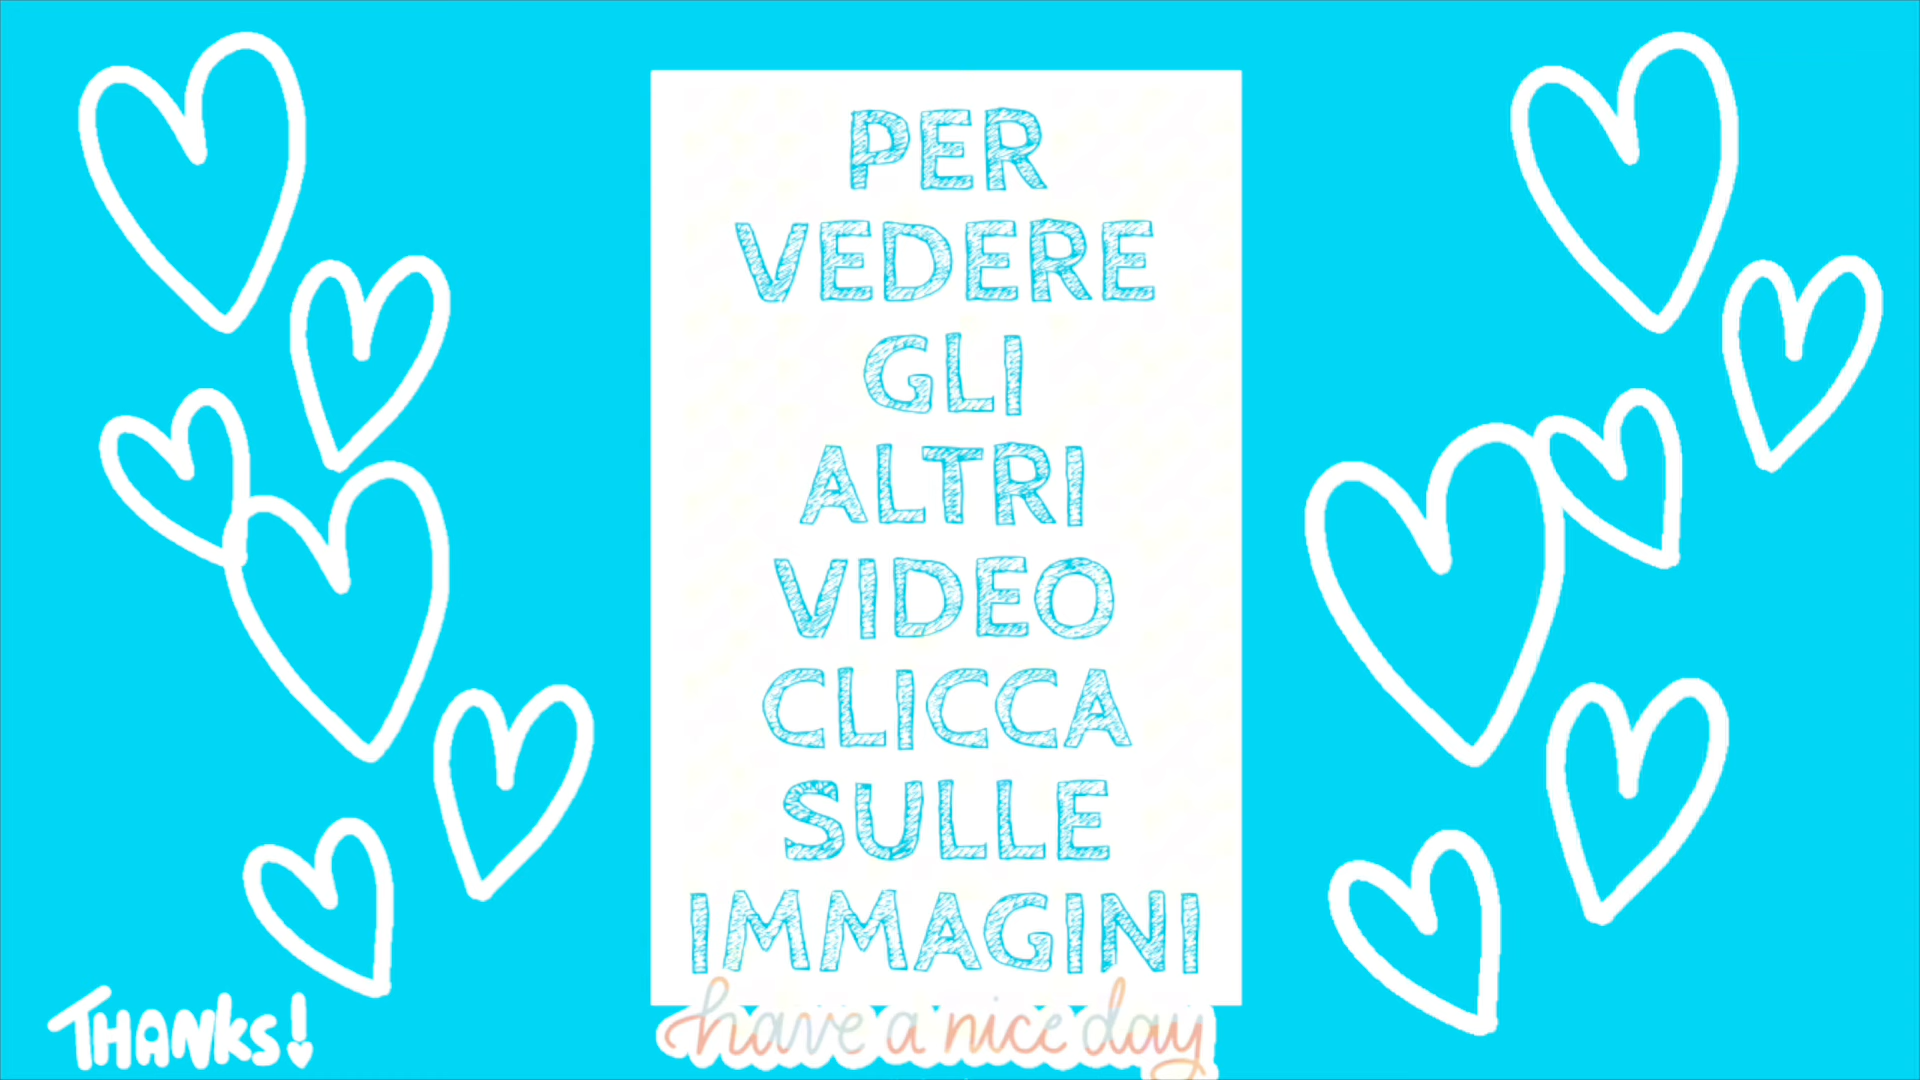 PER
VEDERE
GLI
ALTRI
VIDEO
CLICCA
SULLE
IMMAGINI
have a nice day
THANKS!